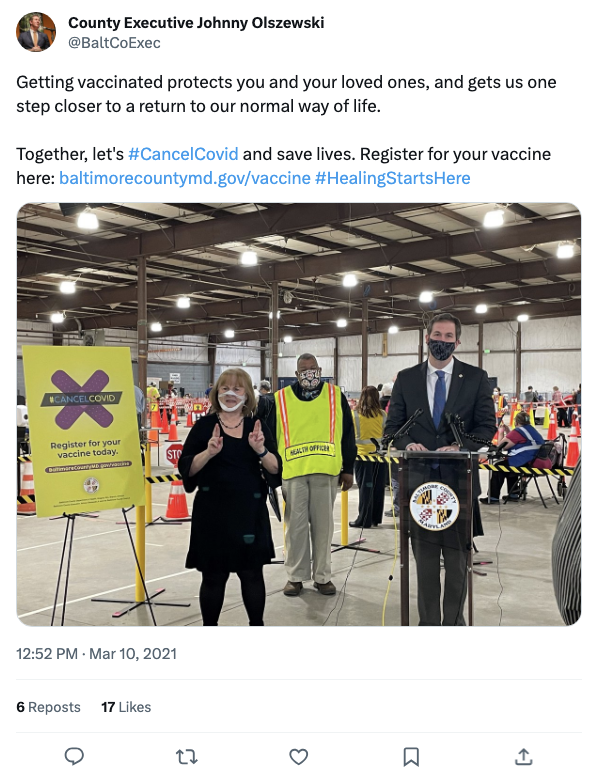 County Executive Johnny Olszewski
@BaltCoExec
Getting vaccinated protects you and your loved ones, and gets us one
step closer to a return to our normal way of life.
Together, let's #CancelCovid and save lives. Register for your vaccine
here: baltimorecountymd.gov/vaccine #HealingStartsHere
#CANCELCOVID
Register for your
vaccine today.
BaltimoreCountyMD.gov/vaccine
STOP
HEALTH OFFICER
BALTIMORE COUNTY
MARYLAND
12:52 PM · Mar 10, 2021
6 Reposts 17 Likes